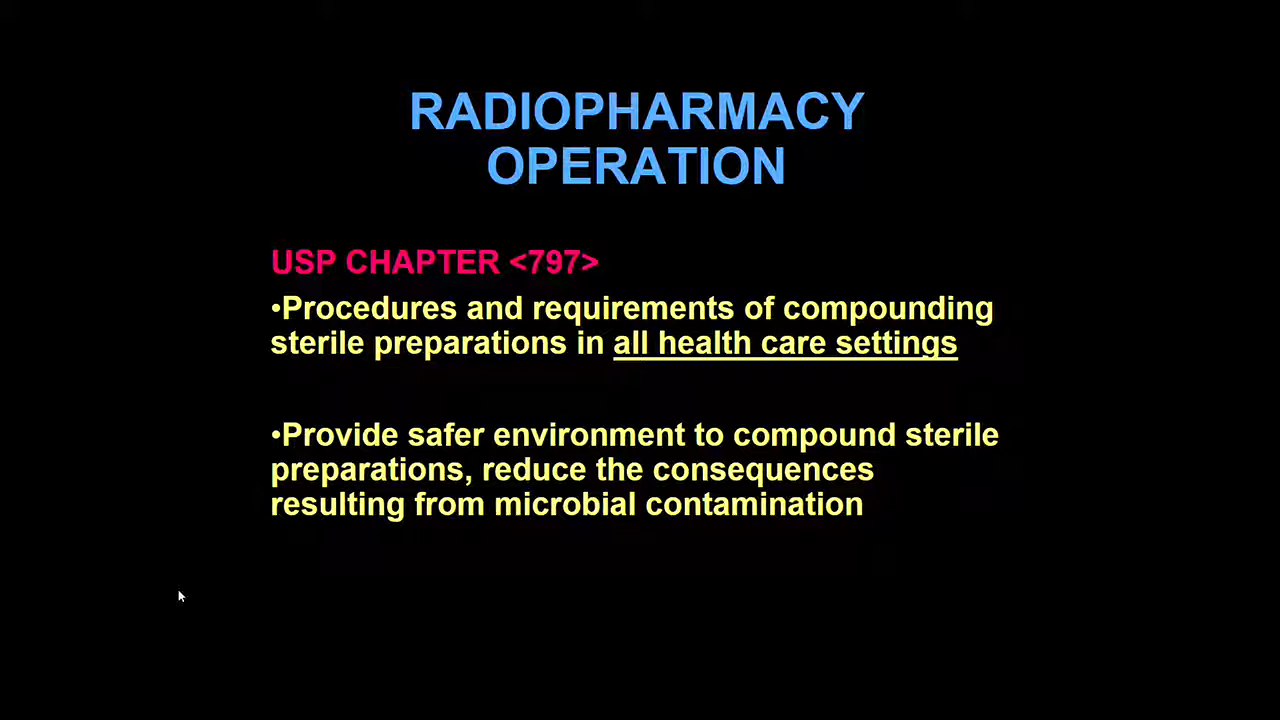 RADIOPHARMACY
OPERATION
USP CHAPTER <797>
•Procedures and requirements of compounding
sterile preparations in all health care settings
•Provide safer environment to compound sterile
preparations, reduce the consequences
resulting from microbial contamination